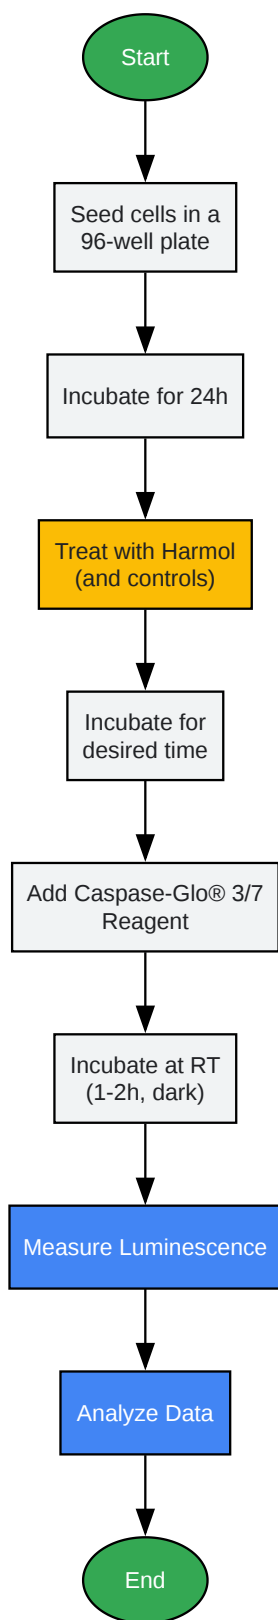 Start
Seed cells in a
96-well plate
Incubate for 24h
Treat with Harmol
(and controls)
Incubate for
desired time
Add Caspase-Glo® 3/7
Reagent
Incubate at RT
(1-2h, dark)
Measure Luminescence
Analyze Data
End